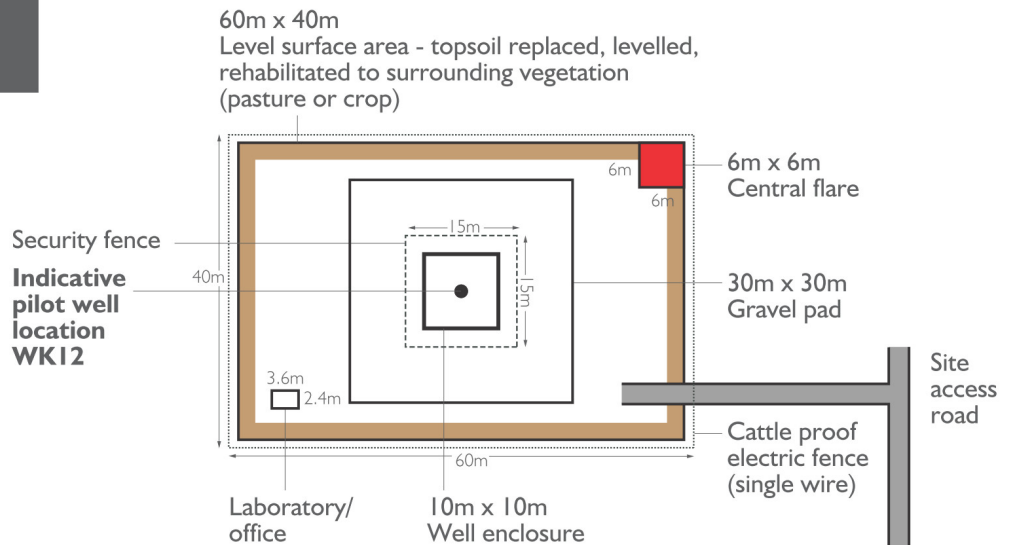 60m x 40m
Level surface area - topsoil replaced, levelled,
rehabilitated to surrounding vegetation
(pasture or crop)
6m
6m
6m x 6m
Central flare
Security fence
15m
15m
40m
Indicative
pilot well
location
WK12
30m x 30m
Gravel pad
3.6m
2.4m
Site
access
road
Cattle proof
electric fence
(single wire)
60m
Laboratory/
office
10m x 10m
Well enclosure